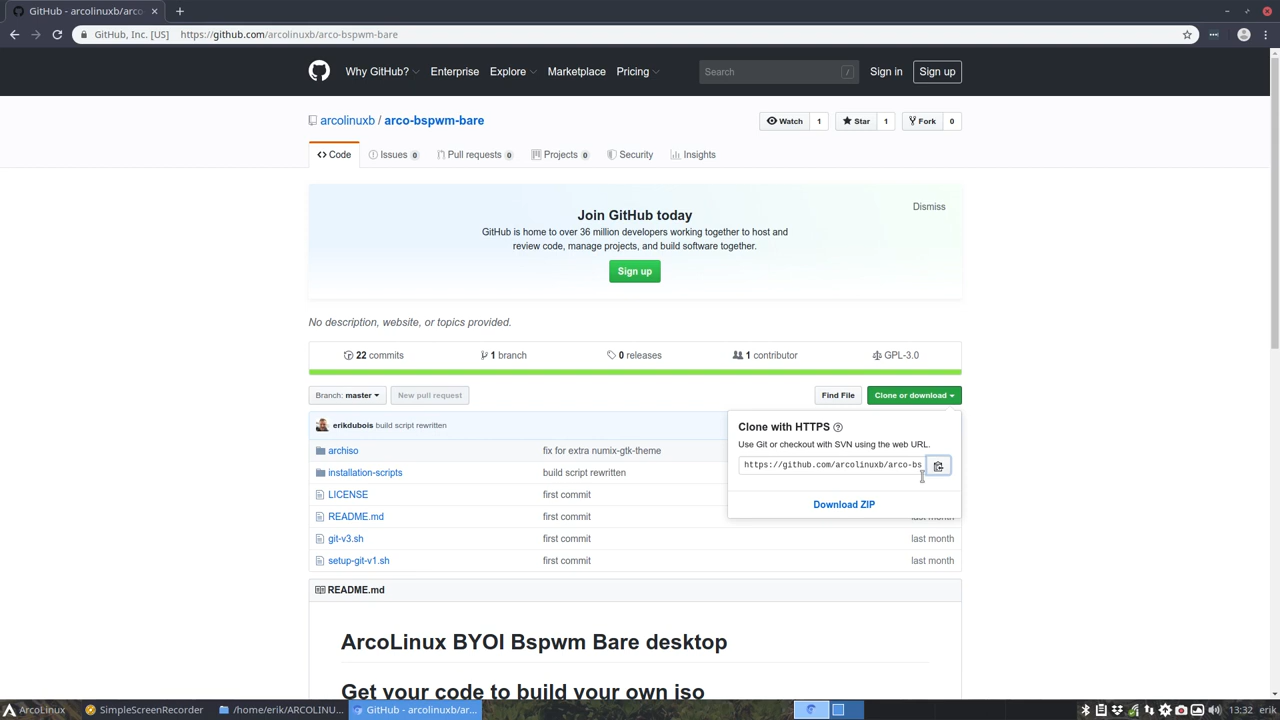 GitHub - arcolinuxb/arco
GitHub, Inc. [US] https://github.com/arcolinuxb/arco-bspwm-bare
Why GitHub? Enterprise Explore Marketplace Pricing Search / Sign in Sign up
arcolinuxb / arco-bspwm-bare Watch 1 Star 1 Fork 0
Code Issues 0 Pull requests 0 Projects 0 Security Insights
Dismiss
Join GitHub today
GitHub is home to over 36 million developers working together to host and
review code, manage projects, and build software together.
Sign up
No description, website, or topics provided.
22 commits 1 branch 0 releases 1 contributor GPL-3.0
Branch: master New pull request Find File Clone or download
erikdubois build script rewritten
Clone with HTTPS
Use Git or checkout with SVN using the web URL.
https://github.com/arcolinuxb/arco-bs
Download ZIP
archiso fix for extra numix-gtk-theme
installation-scripts build script rewritten
LICENSE first commit
README.md first commit last month
git-v3.sh first commit last month
setup-git-v1.sh first commit last month
README.md
ArcoLinux BYOI Bspwm Bare desktop
Get your code to build your own iso
ArcoLinux SimpleScreenRecorder /home/erik/ARCOLINU... GitHub - arcolinuxb/ar... 13:32 erik